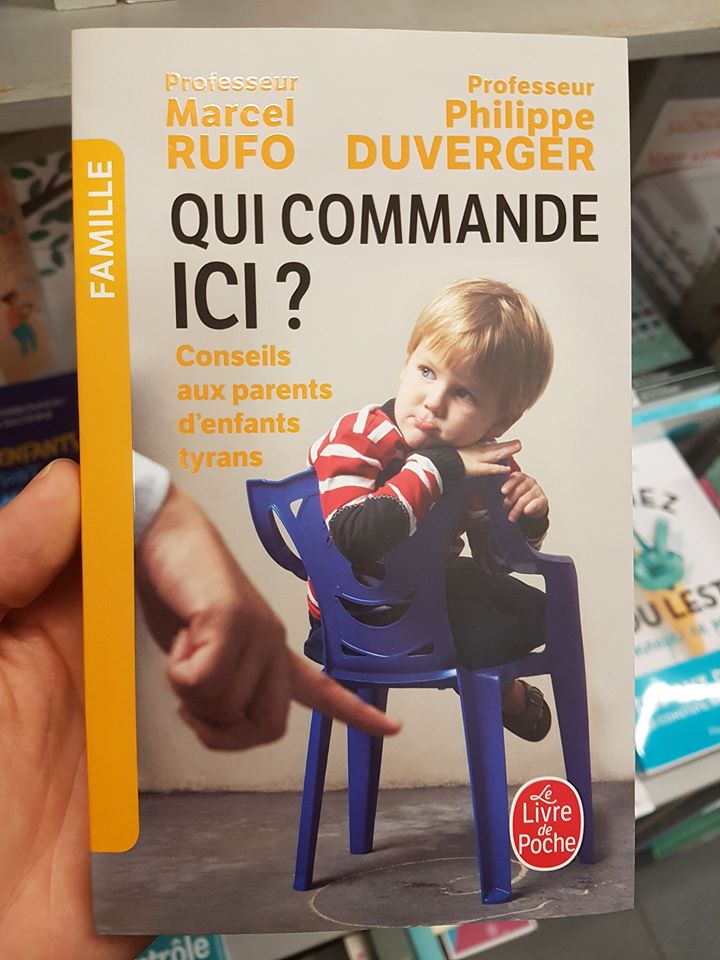 Professeur
Marcel
RUFO
Professeur
Philippe
DUVERGER
FAMILLE
QUI COMMANDE
ICI ?
Conseils
aux parents
d'enfants
tyrans
Le
Livre
de
Poche
ENFANTS